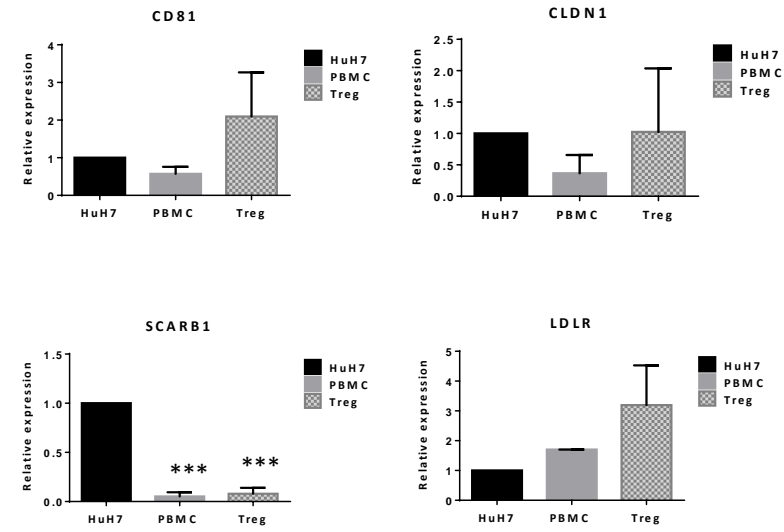 CD81
Relative expression
4
3
2
1
0
HuH7 PBMC Treg
HuH7
PBMC
Treg
CLDN1
Relative expression
2.5
2.0
1.5
1.0
0.5
0.0
HuH7 PBMC Treg
HuH7
PBMC
Treg
SCARB1
Relative expression
1.5
1.0
0.5
0.0
*** ***
HuH7 PBMC Treg
HuH7
PBMC
Treg
LDLR
Relative expression
5
4
3
2
1
0
HuH7 PBMC Treg
HuH7
PBMC
Treg